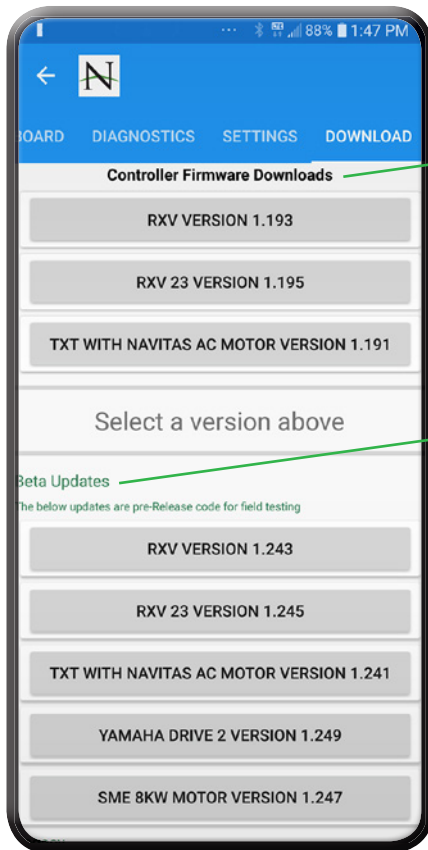 88% 1:47 PM
N
BOARD DIAGNOSTICS SETTINGS DOWNLOAD
Controller Firmware Downloads
RXV VERSION 1.193
RXV 23 VERSION 1.195
TXT WITH NAVITAS AC MOTOR VERSION 1.191
Select a version above
Beta Updates
The below updates are pre-Release code for field testing
RXV VERSION 1.243
RXV 23 VERSION 1.245
TXT WITH NAVITAS AC MOTOR VERSION 1.241
YAMAHA DRIVE 2 VERSION 1.249
SME 8KW MOTOR VERSION 1.247